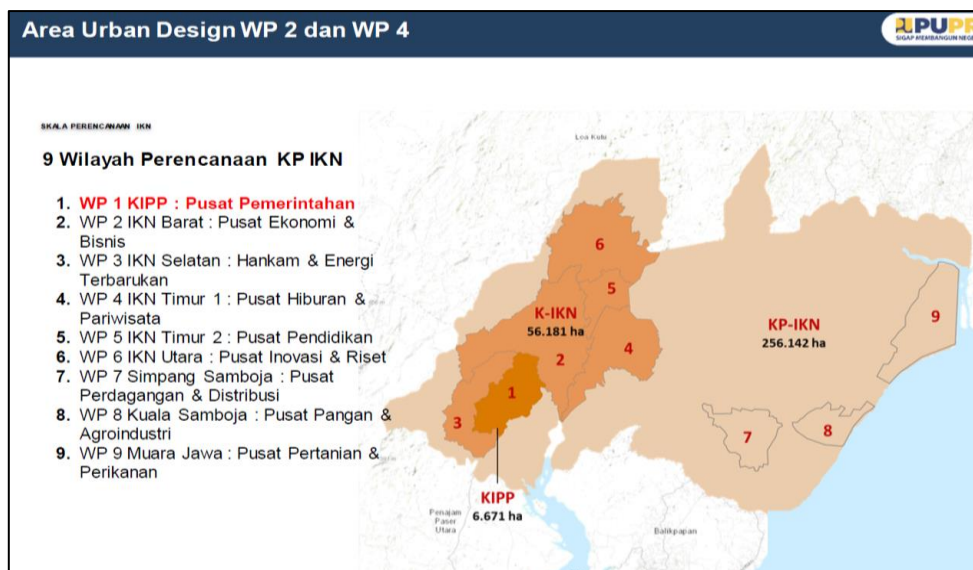 Area Urban Design WP 2 dan WP 4
PUPR
SIGAP MEMBANGUN NEGE
SKALA PERENCANAAN IKN
9 Wilayah Perencanaan KP IKN
1. WP 1 KIPP : Pusat Pemerintahan
2. WP 2 IKN Barat : Pusat Ekonomi &
Bisnis
3. WP 3 IKN Selatan : Hankam & Energi
Terbarukan
4. WP 4 IKN Timur 1 : Pusat Hiburan &
Pariwisata
5. WP 5 IKN Timur 2 : Pusat Pendidikan
6. WP 6 IKN Utara : Pusat Inovasi & Riset
7. WP 7 Simpang Samboja : Pusat
Perdagangan & Distribusi
8. WP 8 Kuala Samboja : Pusat Pangan &
Agroindustri
9. WP 9 Muara Jawa : Pusat Pertanian &
Perikanan
Loa Kulu
6
5
K-IKN
56.181 ha
KP-IKN
256.142 ha
9
4
2
1
3
7
8
KIPP
6.671 ha
Penajam
Paser
Utara
Balikpapan